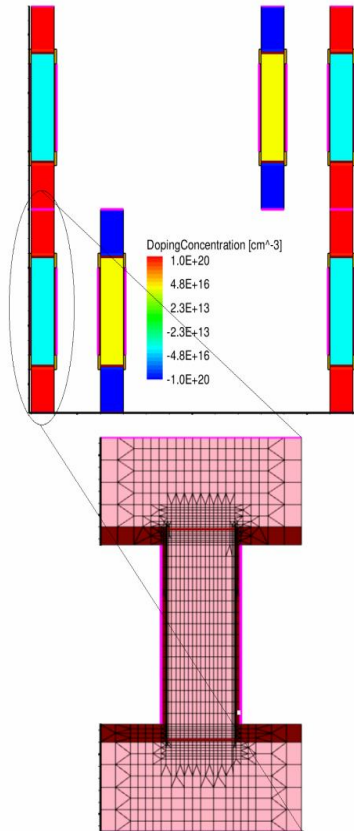 DopingConcentration [cm^-3]
1.0E+20
4.8E+16
2.3E+13
-2.3E+13
-4.8E+16
-1.0E+20